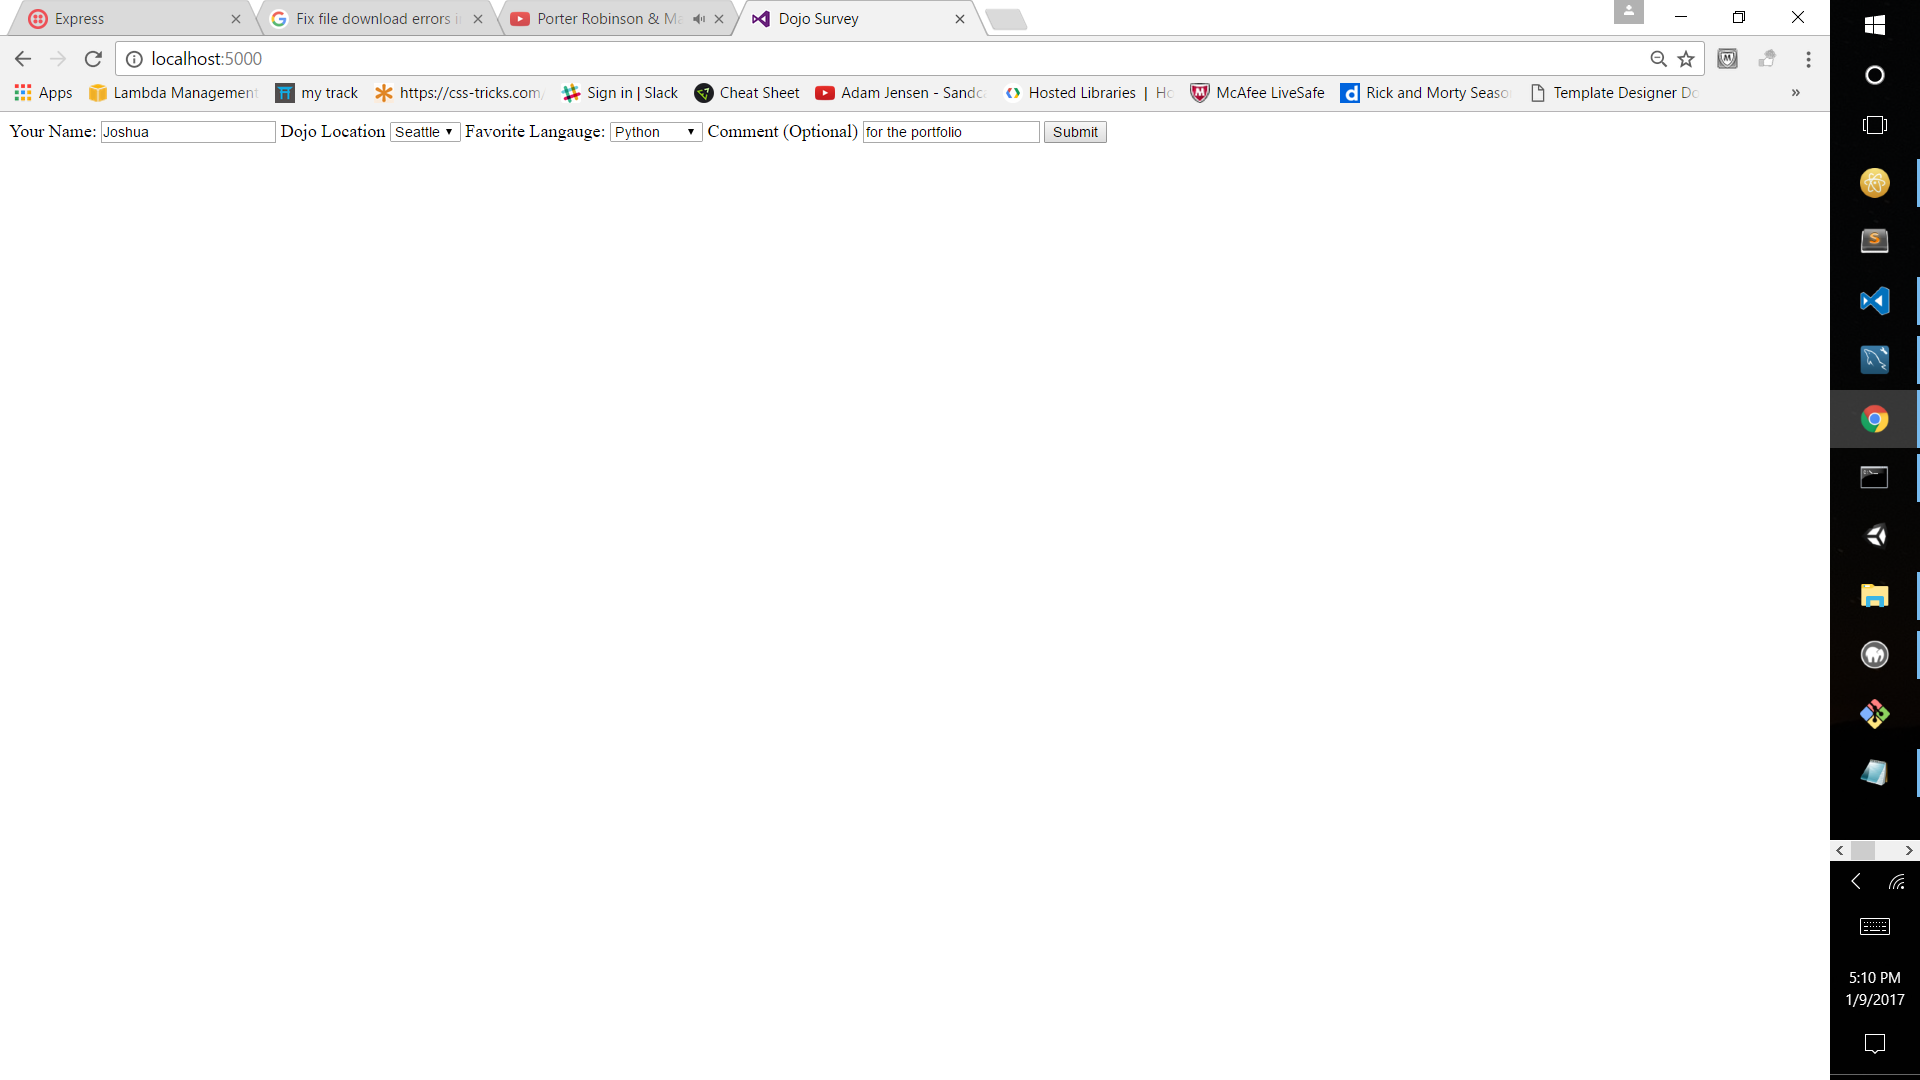 Express
Fix file download errors i
Porter Robinson & Ma
Dojo Survey
localhost:5000
Apps Lambda Management my track https://css-tricks.com/ Sign in | Slack Cheat Sheet Adam Jensen - Sandc Hosted Libraries | Ho McAfee LiveSafe Rick and Morty Seaso Template Designer Do »
Your Name: Joshua Dojo Location Seattle Favorite Langauge: Python Comment (Optional) for the portfolio Submit
5:10 PM
1/9/2017